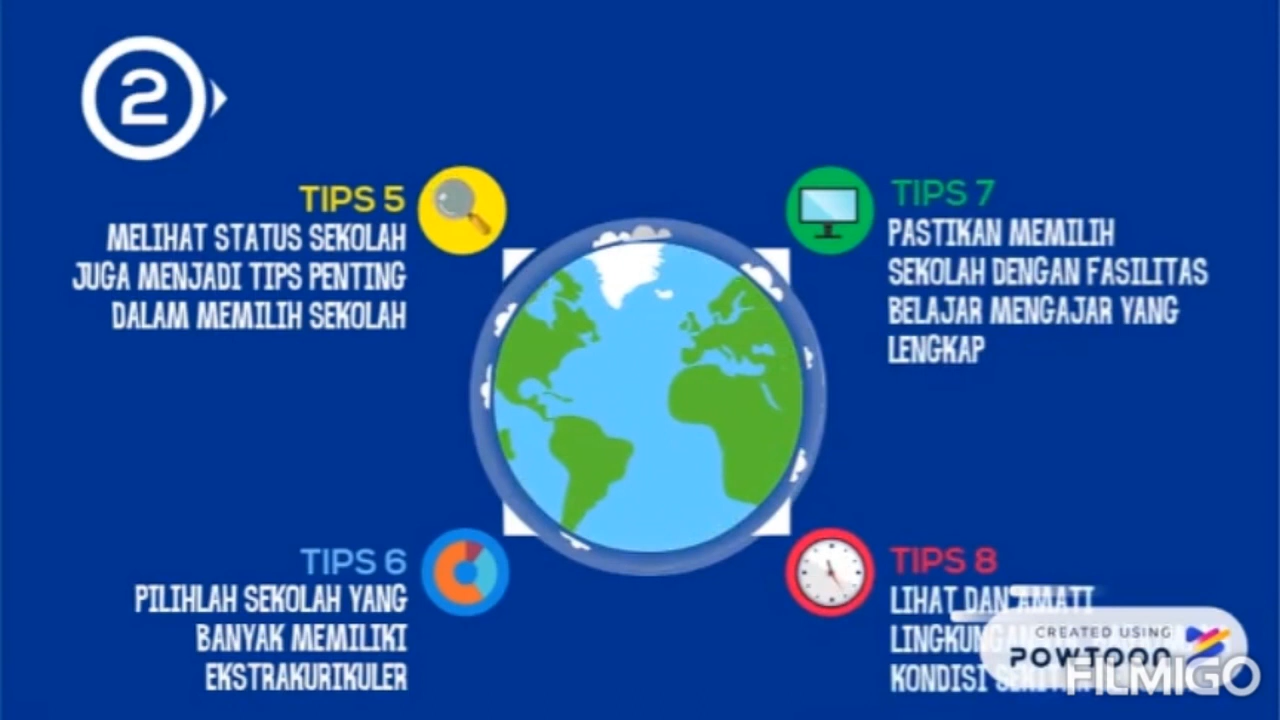 2
TIPS 5
MELIHAT STATUS SEKOLAH
JUGA MENJADI TIPS PENTING
DALAM MEMILIH SEKOLAH
TIPS 6
PILIHLAH SEKOLAH YANG
BANYAK MEMILIKI
EKSTRAKURIKULER
TIPS 7
PASTIKAN MEMILIH
SEKOLAH DENGAN FASILITAS
BELAJAR MENGAJAR YANG
LENGKAP
TIPS 8
LIHAT DAN AMATI
KONDISI
CREATED USING
POWTOON
FILMIGO